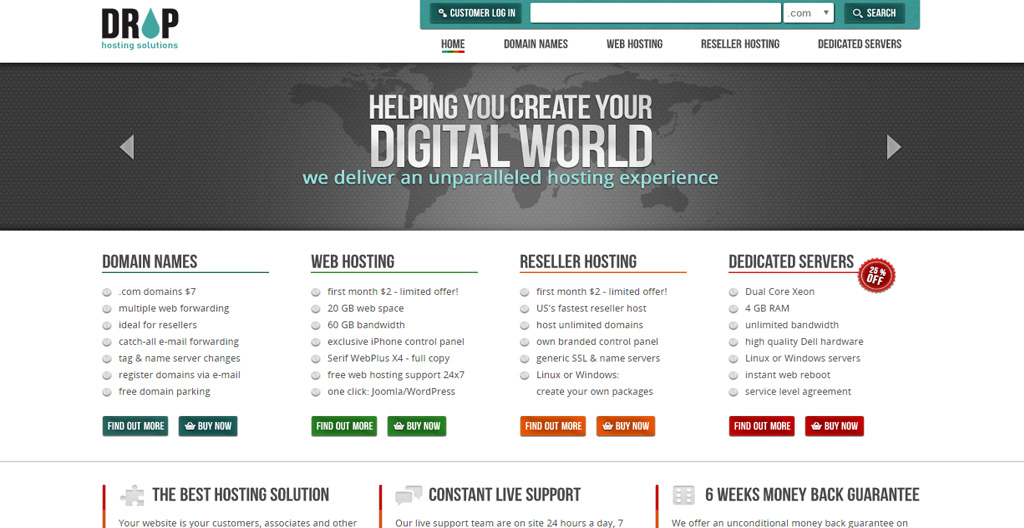 DROP
hosting solutions
CUSTOMER LOG IN
.com
SEARCH
HOME
DOMAIN NAMES
WEB HOSTING
RESELLER HOSTING
DEDICATED SERVERS
HELPING YOU CREATE YOUR
DIGITAL WORLD
we deliver an unparalleled hosting experience
DOMAIN NAMES
.com domains $7
multiple web forwarding
ideal for resellers
catch-all e-mail forwarding
tag & name server changes
register domains via e-mail
free domain parking
FIND OUT MORE
BUY NOW
WEB HOSTING
first month $2 - limited offer!
20 GB web space
60 GB bandwidth
exclusive iPhone control panel
Serif WebPlus X4 - full copy
free web hosting support 24x7
one click: Joomla/WordPress
FIND OUT MORE
BUY NOW
RESELLER HOSTING
first month $2 - limited offer!
US's fastest reseller host
host unlimited domains
own branded control panel
generic SSL & name servers
Linux or Windows:
create your own packages
FIND OUT MORE
BUY NOW
DEDICATED SERVERS
25 %
OFF
Dual Core Xeon
4 GB RAM
unlimited bandwidth
high quality Dell hardware
Linux or Windows servers
instant web reboot
service level agreement
FIND OUT MORE
BUY NOW
THE BEST HOSTING SOLUTION
Your website is your customers, associates and other
CONSTANT LIVE SUPPORT
Our live support team are on site 24 hours a day, 7
6 WEEKS MONEY BACK GUARANTEE
We offer an unconditional money back guarantee on